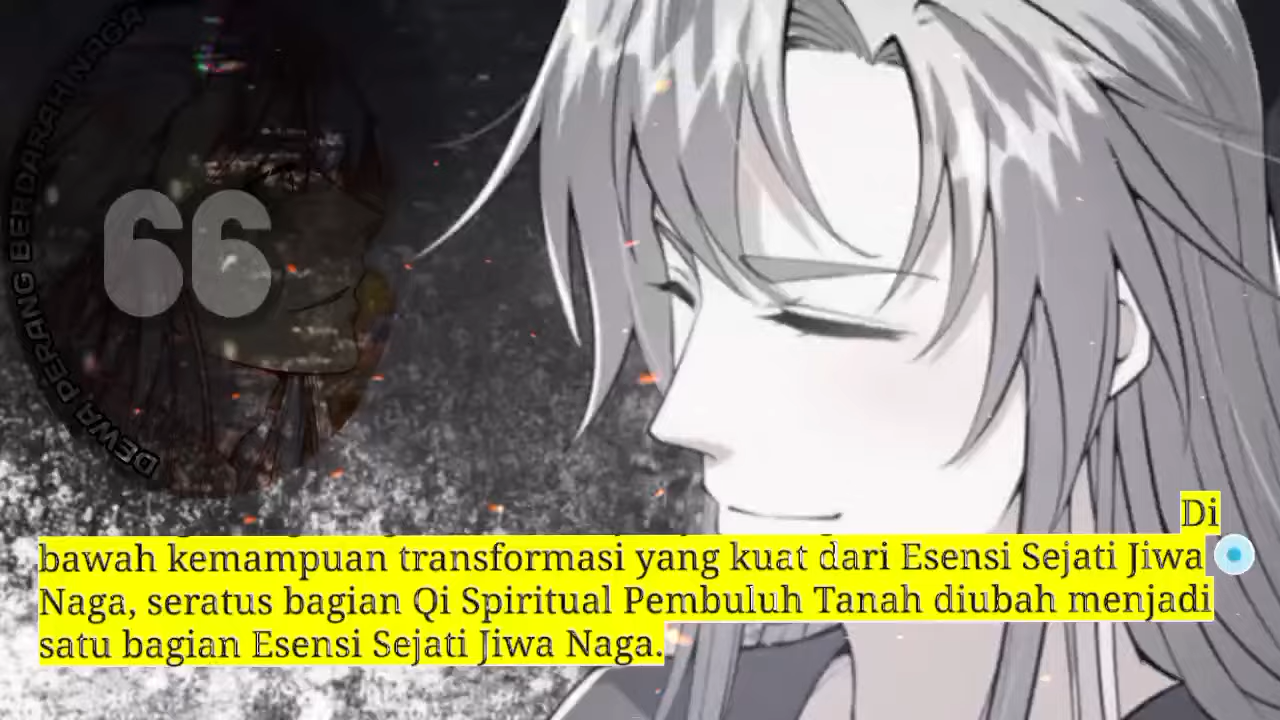 DEWA PERANG BERDARAH NAGA
66
Di
bawah kemampuan transformasi yang kuat dari Esensi Sejati Jiwa
Naga, seratus bagian Qi Spiritual Pembuluh Tanah diubah menjadi
satu bagian Esensi Sejati Jiwa Naga.